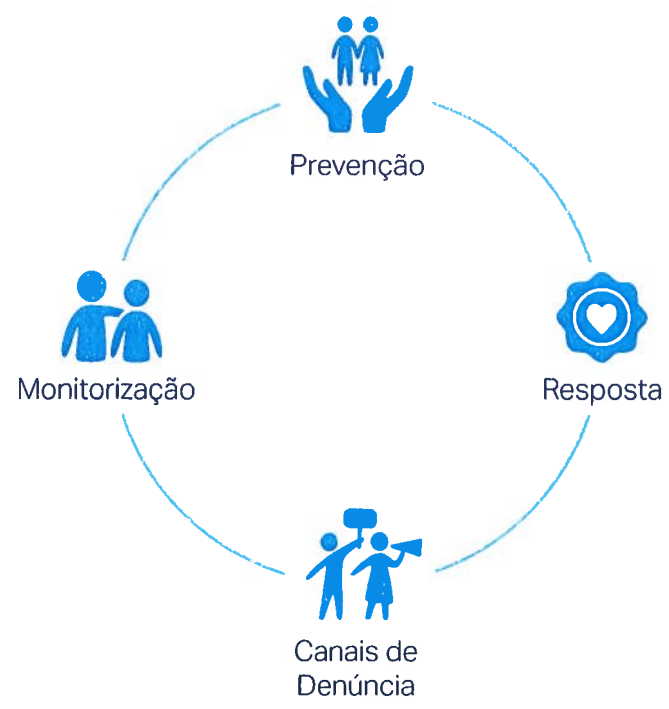 Prevenção
Monitorização
Resposta
Canais de
Denúncia